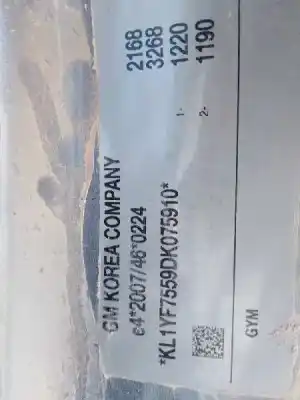 GM KOREA COMPANY
e4*2007/46*0224
*KL1YF7559DK075910*
2168
3268
1- 1220
2- 1190
GYM